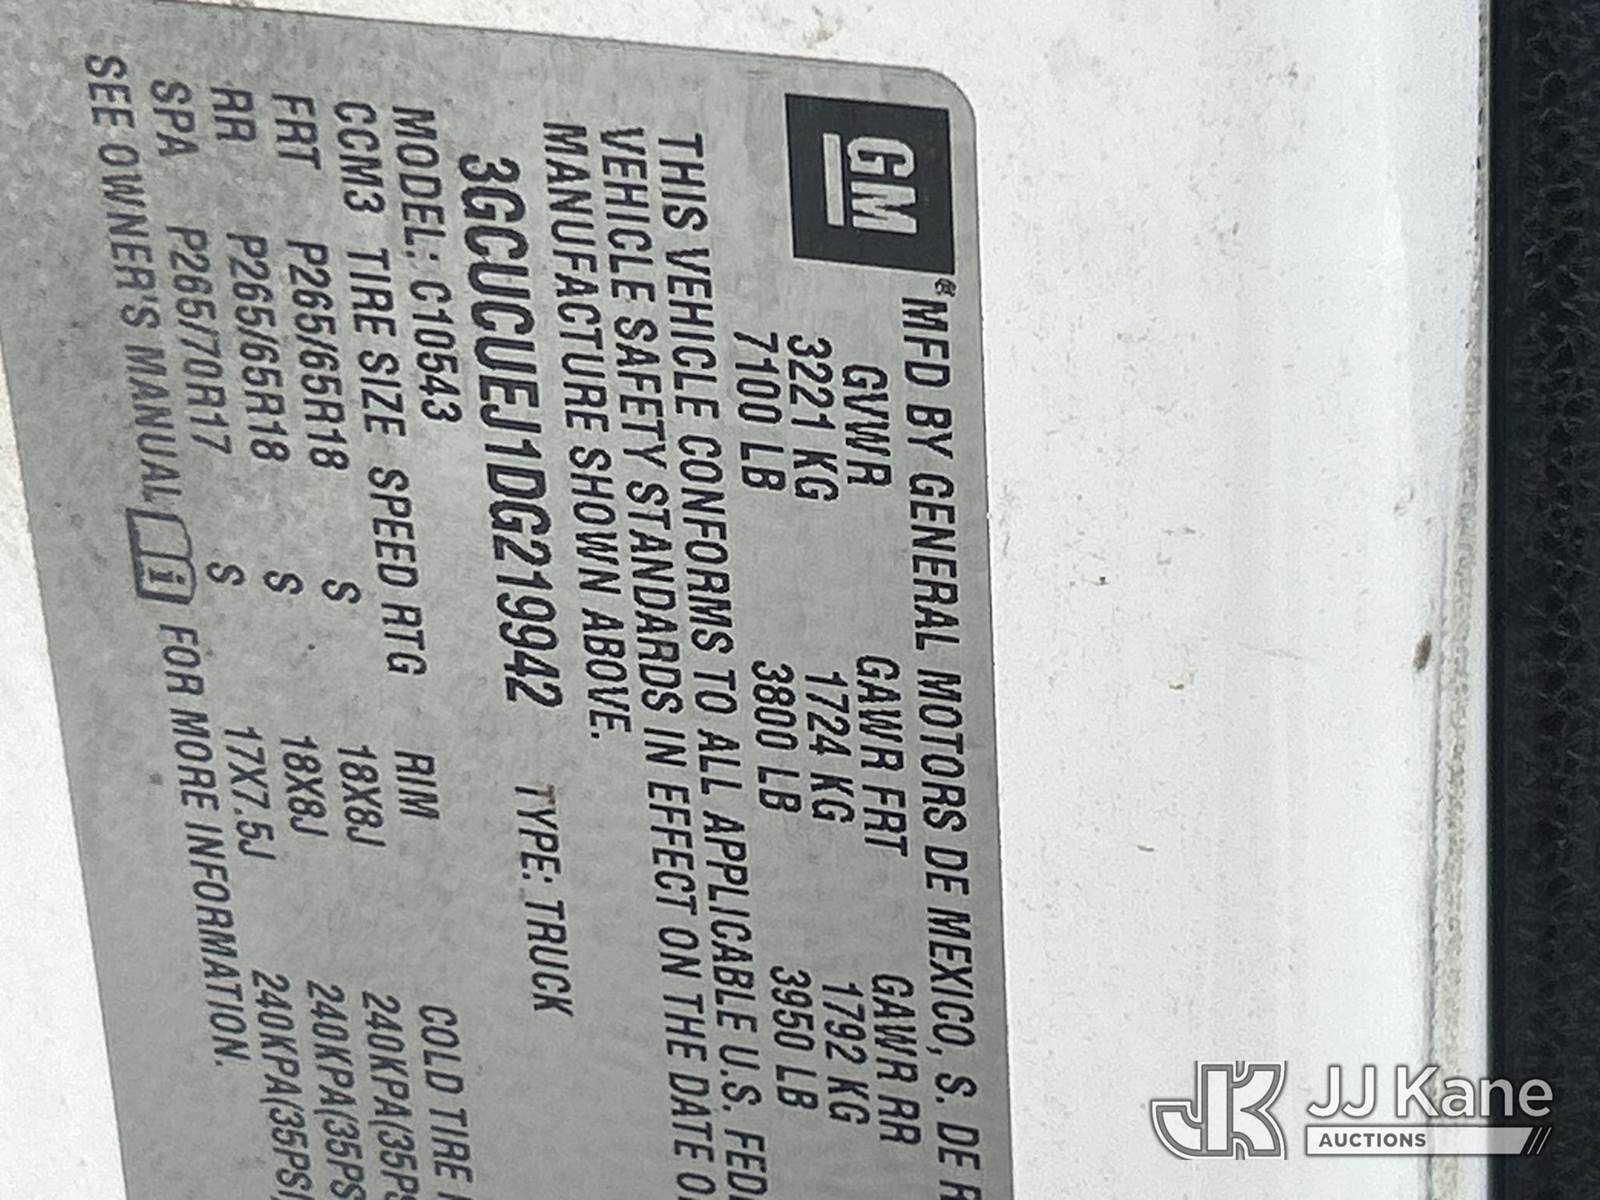 GM
® MFD BY GENERAL MOTORS DE MEXICO, S. DE R
GVWR GAWR FRT GAWR RR
3221 KG 1724 KG 1792 KG
7100 LB 3800 LB 3950 LB
THIS VEHICLE CONFORMS TO ALL APPLICABLE U.S. FED
VEHICLE SAFETY STANDARDS IN EFFECT ON THE DATE O
MANUFACTURE SHOWN ABOVE.
3GCUCUEJ1DG219942 TYPE: TRUCK
MODEL: C10543
CCM3 TIRE SIZE SPEED RTG RIM COLD TIRE
FRT P265/65R18 S 18X8J 240KPA(35PS
RR P265/65R18 S 18X8J 240KPA(35PS
SPA P265/70R17 S 17X7.5J 240KPA(35PSI
SEE OWNER'S MANUAL i FOR MORE INFORMATION.
JK JJ Kane
AUCTIONS